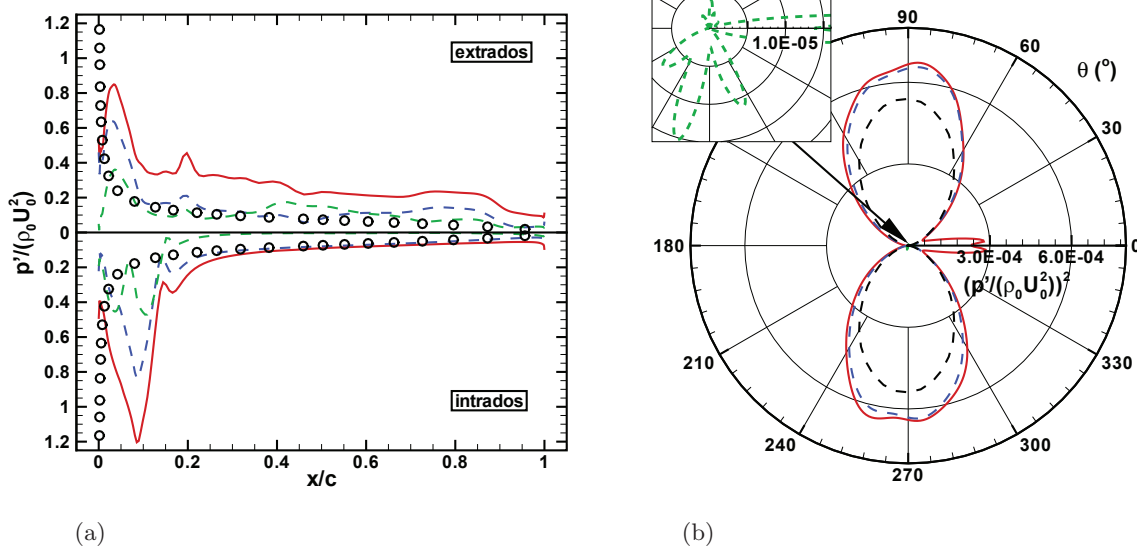 1.2
1
0.8
0.6
0.4
0.2
0
0.2
0.4
0.6
0.8
1
1.2
p'/(ρ₀U₀²)
extrados
intrados
0 0.2 0.4 0.6 0.8 1
x/c
(a)
1.0E-05
90
60
θ (°)
30
180
3.0E-04 6.0E-04
0
(p'/(ρ₀U₀²))²
210
330
240
300
270
(b)